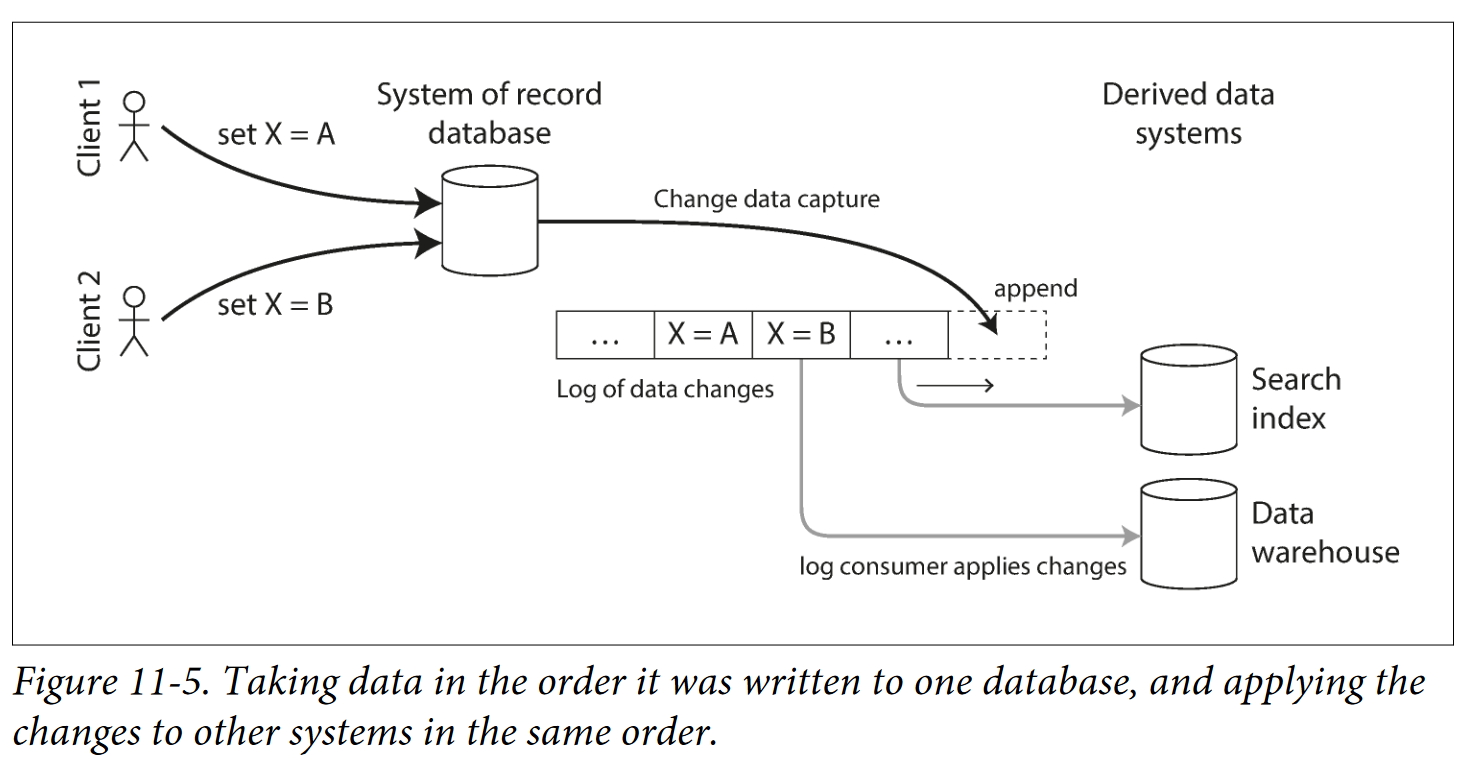 Client 1
set X = A
System of record
database
Derived data
systems
Change data capture
Client 2
set X = B
append
… X = A X = B …
Log of data changes
Search
index
Data
warehouse
log consumer applies changes
Figure 11-5. Taking data in the order it was written to one database, and applying the
changes to other systems in the same order.